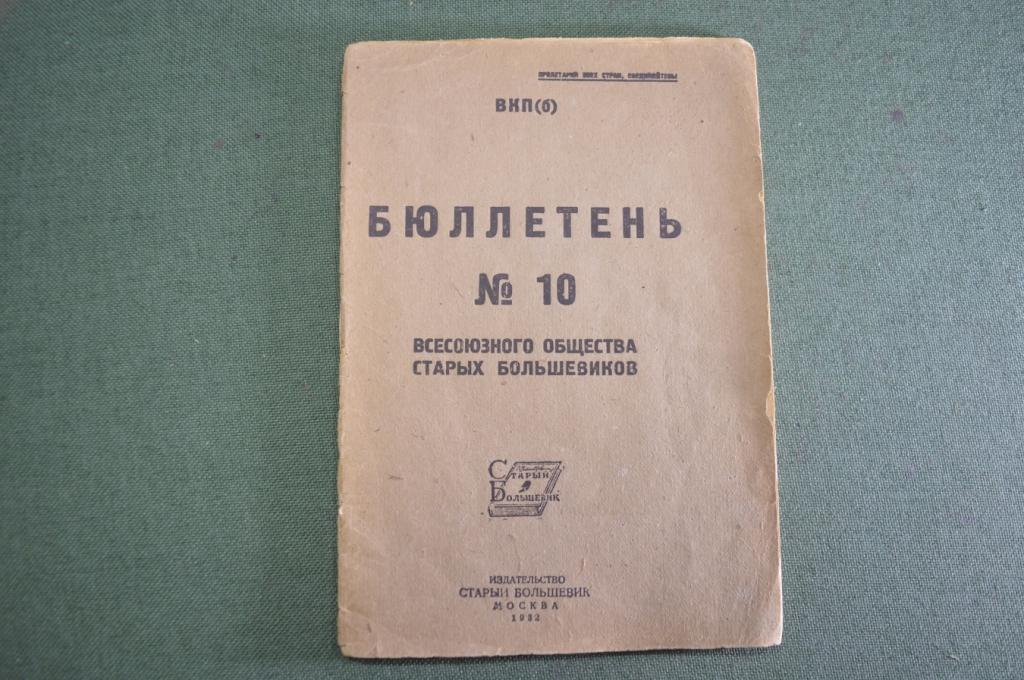 ПРОЛЕТАРИИ ВСЕХ СТРАН, СОЕДИНЯЙТЕСЬ
ВКП(б)
БЮЛЛЕТЕНЬ
№ 10
ВСЕСОЮЗНОГО ОБЩЕСТВА
СТАРЫХ БОЛЬШЕВИКОВ
СТАРЫЙ
БОЛЬШЕВИК
ИЗДАТЕЛЬСТВО
СТАРЫЙ БОЛЬШЕВИК
МОСКВА
1932